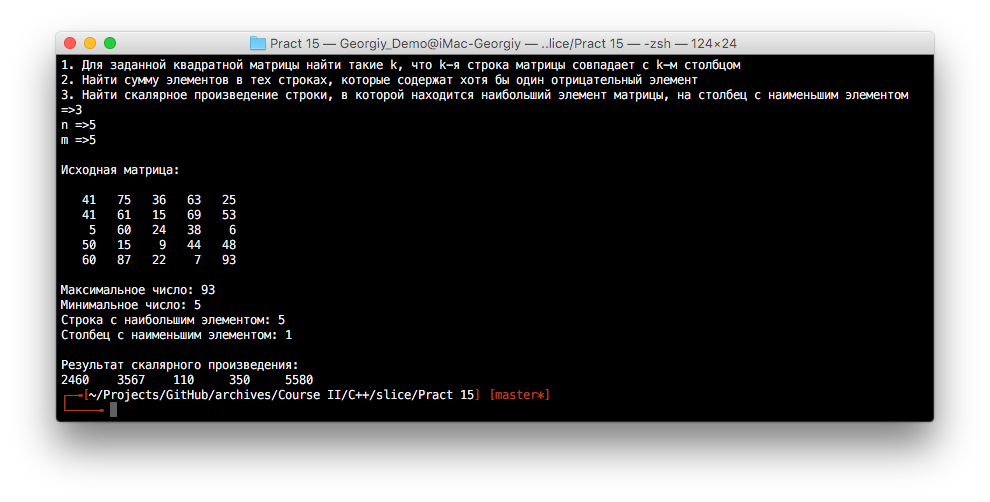 Pract 15 — Georgiy_Demo@iMac-Georgiy — ..lice/Pract 15 — -zsh — 124×24
1. Для заданной квадратной матрицы найти такие k, что k-я строка матрицы совпадает с k-м столбцом
2. Найти сумму элементов в тех строках, которые содержат хотя бы один отрицательный элемент
3. Найти скалярное произведение строки, в которой находится наибольший элемент матрицы, на столбец с наименьшим элементом
=>3
n =>5
m =>5
Исходная матрица:
41 75 36 63 25
41 61 15 69 53
5 60 24 38 6
50 15 9 44 48
60 87 22 7 93
Максимальное число: 93
Минимальное число: 5
Строка с наибольшим элементом: 5
Столбец с наименьшим элементом: 1
Результат скалярного произведения:
2460 3567 110 350 5580
[~/Projects/GitHub/archives/Course II/C++/slice/Pract 15] [master*]